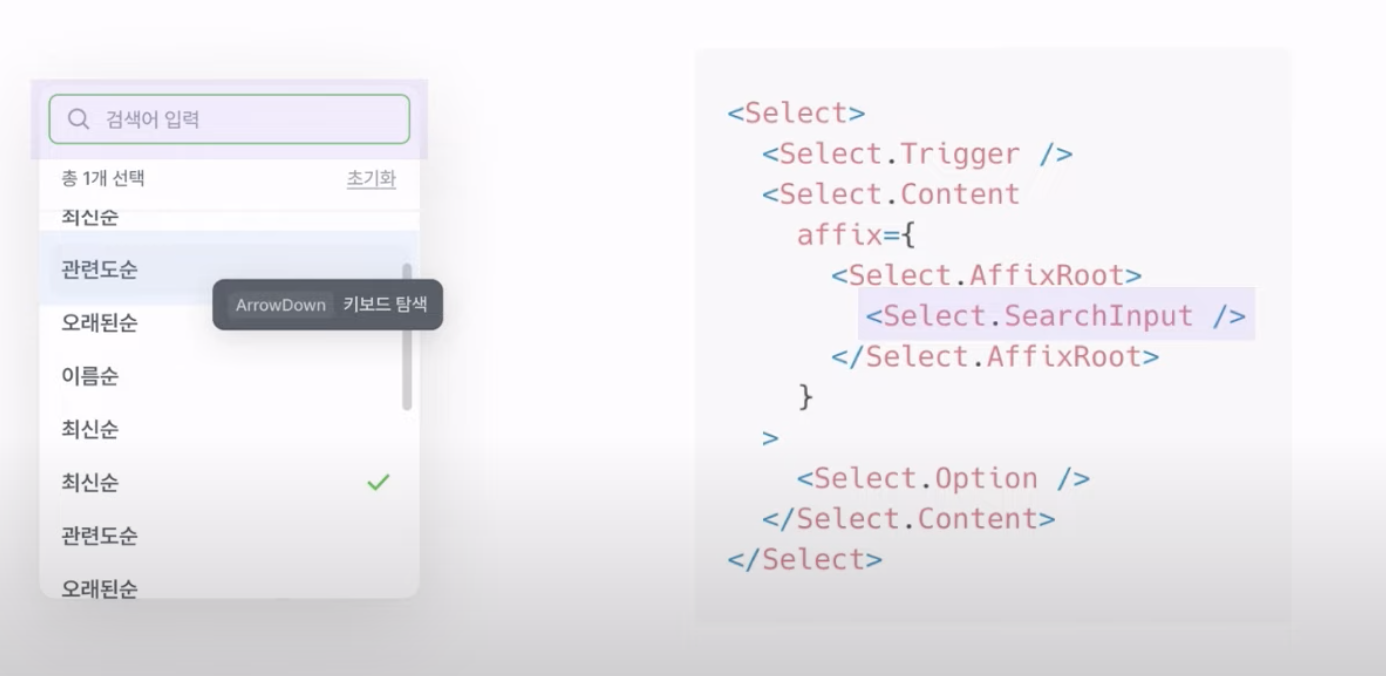 검색어 입력
총 1개 선택 초기화
최신순
관련도순
ArrowDown 키보드 탐색
오래된순
이름순
최신순
최신순
관련도순
오래된순
<Select>
<Select.Trigger />
<Select.Content
affix={
<Select.AffixRoot>
<Select.SearchInput />
</Select.AffixRoot>
}
>
<Select.Option />
</Select.Content>
</Select>